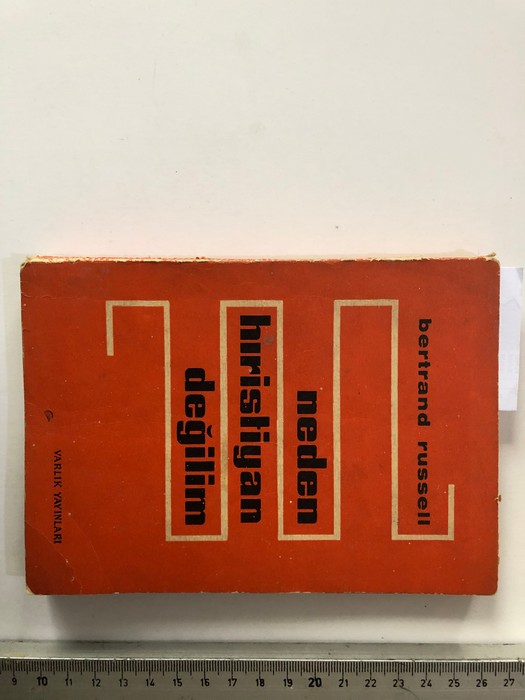 bertrand russell
neden
hıristiyan
değilim
VARLIK YAYINLARI
9 10 11 12 13 14 15 16 17 18 19 20 21 22 23 24 25 26 27